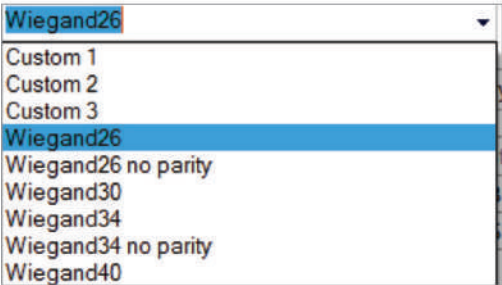 Wiegand26
Custom 1
Custom 2
Custom 3
Wiegand26
Wiegand26 no parity
Wiegand30
Wiegand34
Wiegand34 no parity
Wiegand40